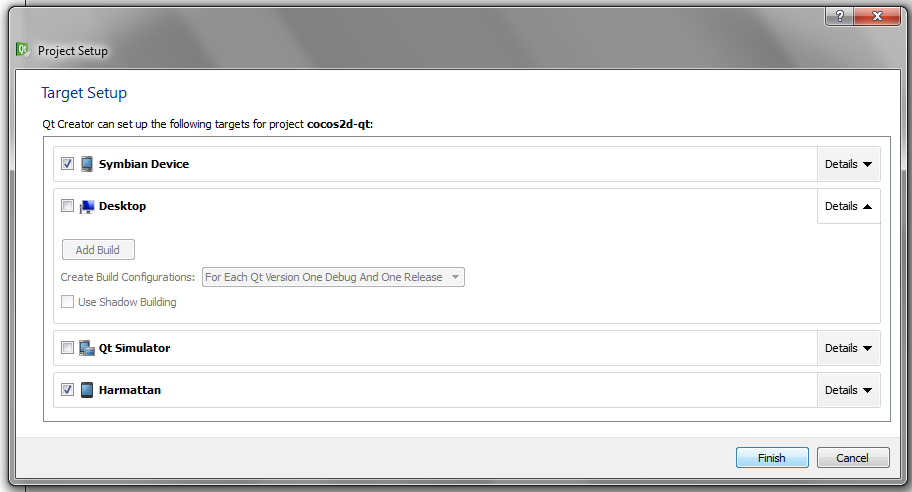 ?
Qt Project Setup
Target Setup
Qt Creator can set up the following targets for project cocos2d-qt:
Symbian Device Details
Desktop Details
Add Build
Create Build Configurations: For Each Qt Version One Debug And One Release
Use Shadow Building
Qt Simulator Details
Harmattan Details
Finish Cancel